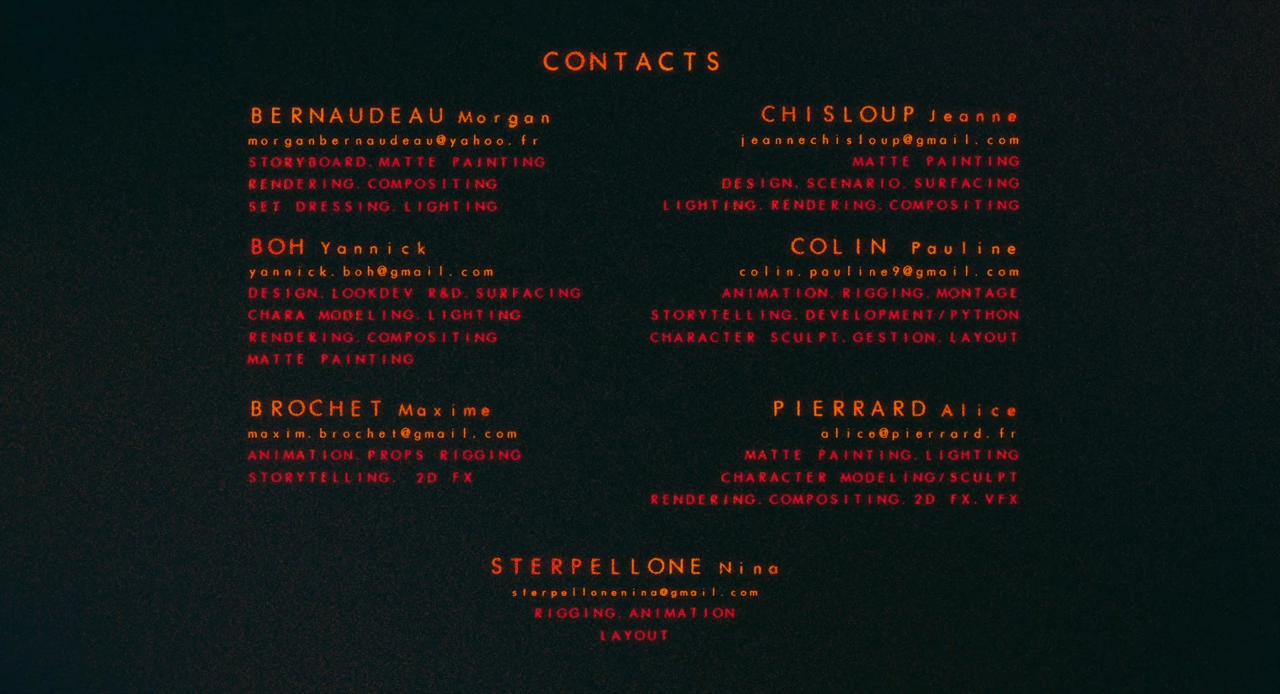 CONTACTS
BERNAUDEAU Morgan
morganbernaudeau@yahoo.fr
STORYBOARD. MATTE PAINTING
RENDERING. COMPOSITING
SET DRESSING. LIGHTING
CHISLOUP Jeanne
jeannechisloup@gmail.com
MATTE PAINTING
DESIGN. SCENARIO. SURFACING
LIGHTING. RENDERING. COMPOSITING
BOH Yannick
yannick.boh@gmail.com
DESIGN. LOOKDEV R&D. SURFACING
CHARA MODELING. LIGHTING
RENDERING. COMPOSITING
MATTE PAINTING
COLIN Pauline
colin.pauline9@gmail.com
ANIMATION. RIGGING. MONTAGE
STORYTELLING. DEVELOPMENT/PYTHON
CHARACTER SCULPT. GESTION. LAYOUT
BROCHET Maxime
maxim.brochet@gmail.com
ANIMATION. PROPS RIGGING
STORYTELLING. 2D FX
PIERRARD Alice
alice@pierrard.fr
MATTE PAINTING. LIGHTING
CHARACTER MODELING/SCULPT
RENDERING. COMPOSITING. 2D FX. VFX
STERPELLONE Nina
sterpellonenina@gmail.com
RIGGING. ANIMATION
LAYOUT